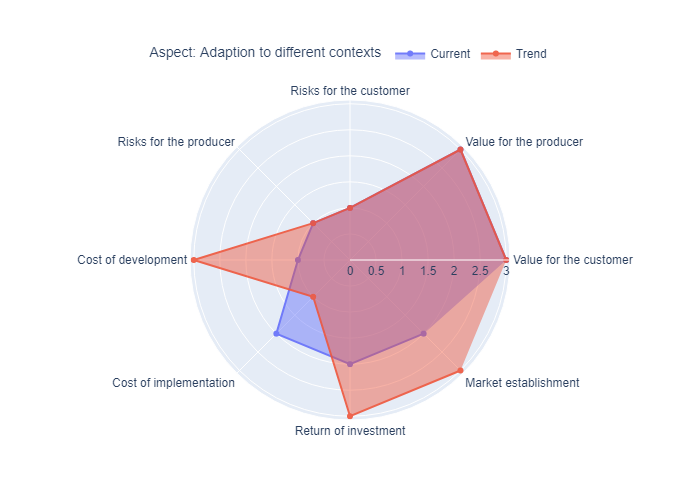 Aspect: Adaption to different contexts
Current
Trend
Risks for the customer
Risks for the producer
Value for the producer
Cost of development
Value for the customer
0 0.5 1 1.5 2 2.5 3
Cost of implementation
Market establishment
Return of investment